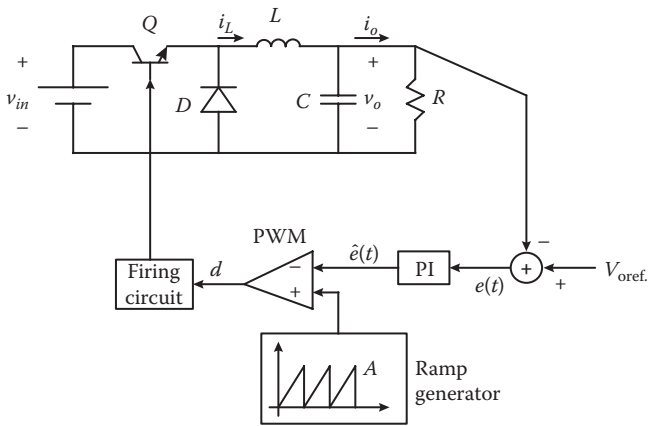 Q
i_L
L
i_o
+
v_in
−
D
C
+
v_o
−
R
PWM
Firing
circuit
d
−
+
ê(t)
PI
e(t)
+
−
+
V_oref.
A
Ramp
generator